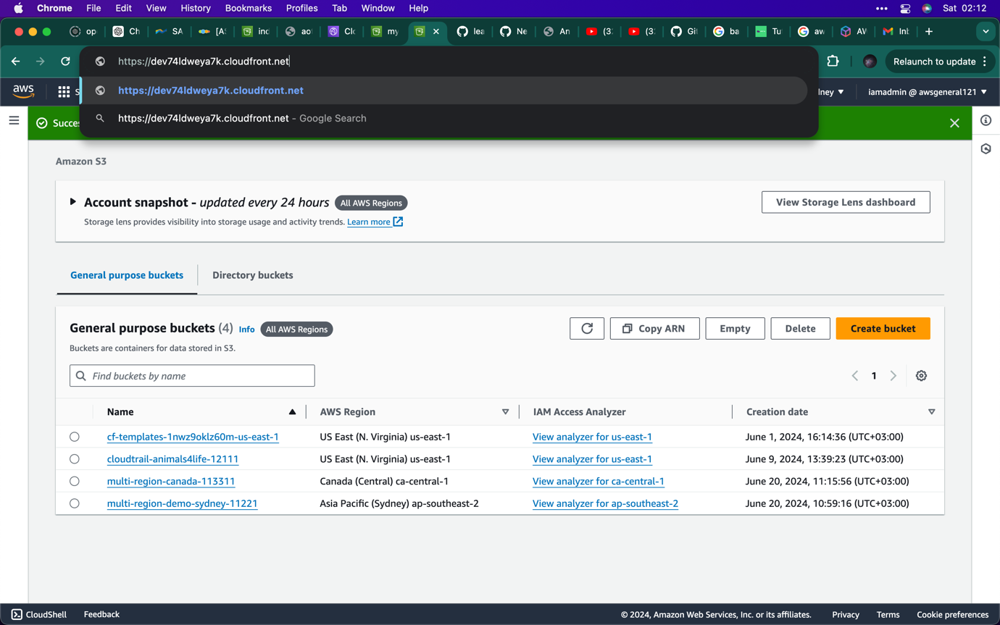 Chrome File Edit View History Bookmarks Profiles Tab Window Help Sat 02:12
op Ch SA [AS ind ao Clo my lea Ne An (3 (3 Git ba Tu aw AV Inb
https://dev74ldweya7k.cloudfront.net Relaunch to update
aws S https://dev74ldweya7k.cloudfront.net ney iamadmin @ awsgeneral121
https://dev74ldweya7k.cloudfront.net - Google Search
Succes
Amazon S3
Account snapshot - updated every 24 hours All AWS Regions View Storage Lens dashboard
Storage lens provides visibility into storage usage and activity trends. Learn more
General purpose buckets Directory buckets
General purpose buckets (4) Info All AWS Regions Copy ARN Empty Delete Create bucket
Buckets are containers for data stored in S3.
Find buckets by name 1
Name AWS Region IAM Access Analyzer Creation date
cf-templates-1nwz9oklz60m-us-east-1 US East (N. Virginia) us-east-1 View analyzer for us-east-1 June 1, 2024, 16:14:36 (UTC+03:00)
cloudtrail-animals4life-12111 US East (N. Virginia) us-east-1 View analyzer for us-east-1 June 9, 2024, 13:39:23 (UTC+03:00)
multi-region-canada-113311 Canada (Central) ca-central-1 View analyzer for ca-central-1 June 20, 2024, 11:15:56 (UTC+03:00)
multi-region-demo-sydney-11221 Asia Pacific (Sydney) ap-southeast-2 View analyzer for ap-southeast-2 June 20, 2024, 10:59:16 (UTC+03:00)
CloudShell Feedback © 2024, Amazon Web Services, Inc. or its affiliates. Privacy Terms Cookie preferences